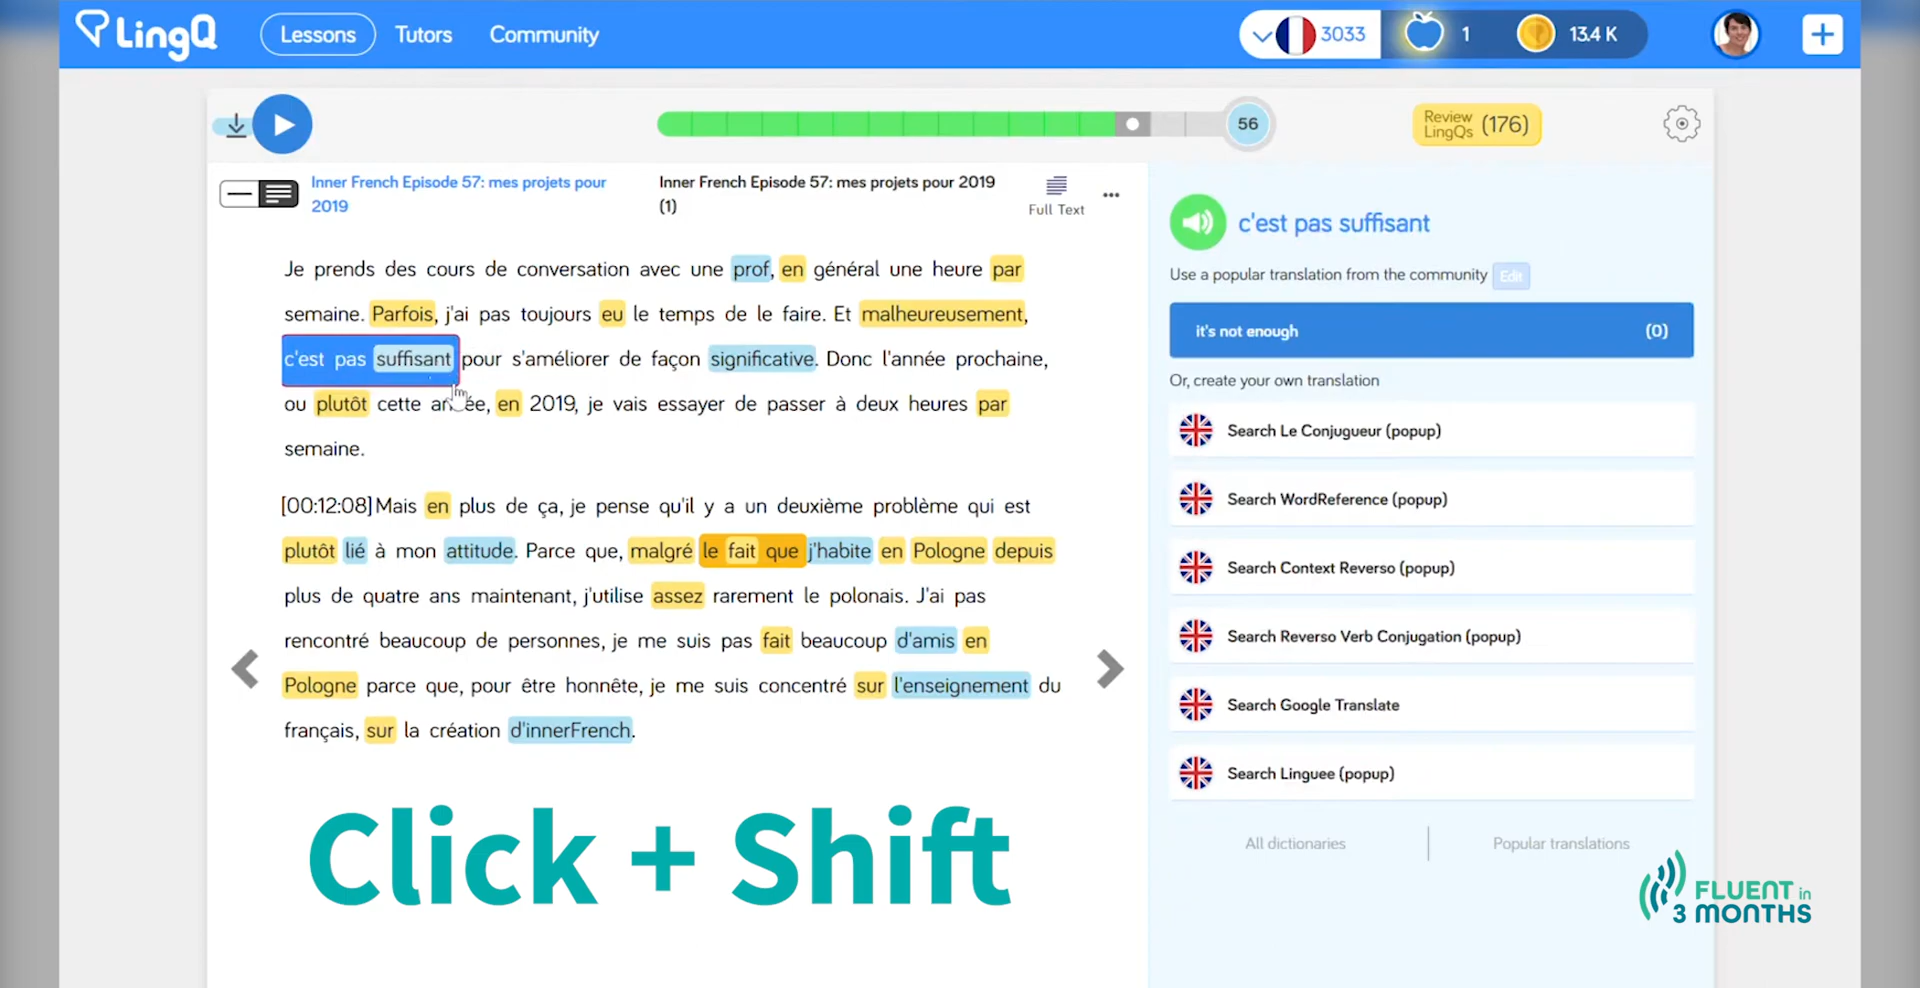 LingQ
Lessons
Tutors
Community
3033
1
13.4 K
56
Review
LingQs (176)
Inner French Episode 57: mes projets pour
2019
Inner French Episode 57: mes projets pour 2019
(1)
Full Text
Je prends des cours de conversation avec une prof, en général une heure par
semaine. Parfois, j'ai pas toujours eu le temps de le faire. Et malheureusement,
c'est pas suffisant pour s'améliorer de façon significative. Donc l'année prochaine,
ou plutôt cette année, en 2019, je vais essayer de passer à deux heures par
semaine.
[00:12:08]Mais en plus de ça, je pense qu'il y a un deuxième problème qui est
plutôt lié à mon attitude. Parce que, malgré le fait que j'habite en Pologne depuis
plus de quatre ans maintenant, j'utilise assez rarement le polonais. J'ai pas
rencontré beaucoup de personnes, je me suis pas fait beaucoup d'amis en
Pologne parce que, pour être honnête, je me suis concentré sur l'enseignement du
français, sur la création d'innerFrench.
Click + Shift
c'est pas suffisant
Use a popular translation from the community Edit
it's not enough (0)
Or, create your own translation
Search Le Conjugueur (popup)
Search WordReference (popup)
Search Context Reverso (popup)
Search Reverso Verb Conjugation (popup)
Search Google Translate
Search Linguee (popup)
All dictionaries
Popular translations
FLUENT in
3 MONTHS